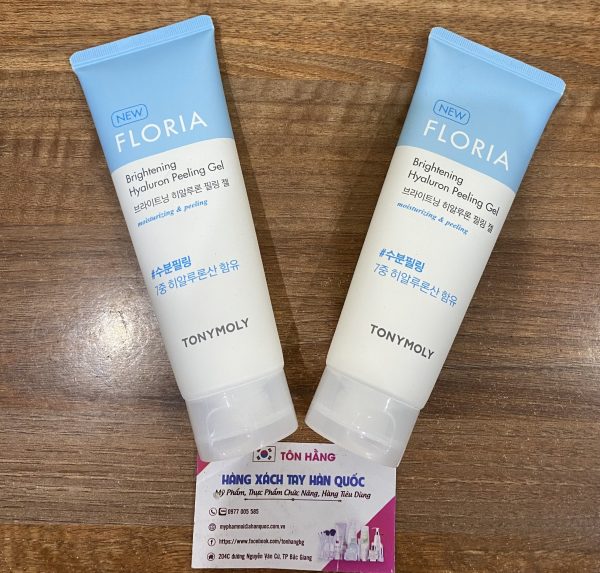 NEW
FLORIA
Brightening
Hyaluron Peeling Gel
브라이트닝 히알루론 필링 젤
moisturizing & peeling
#수분필링
7중 히알루론산 함유
TONYMOLY
NEW
FLORIA
Brightening
Hyaluron Peeling Gel
브라이트닝 히알루론 필링 젤
moisturizing & peeling
#수분필링
7중 히알루론산 함유
TONYMOLY
TÔN HẰNG
HÀNG XÁCH TAY HÀN QUỐC
Mỹ Phẩm, Thực Phẩm Chức Năng, Hàng Tiêu Dùng
0977 005 585
https://www.facebook.com/tonhangbg
204C đường Nguyễn Văn Cừ, TP Bắc Giang